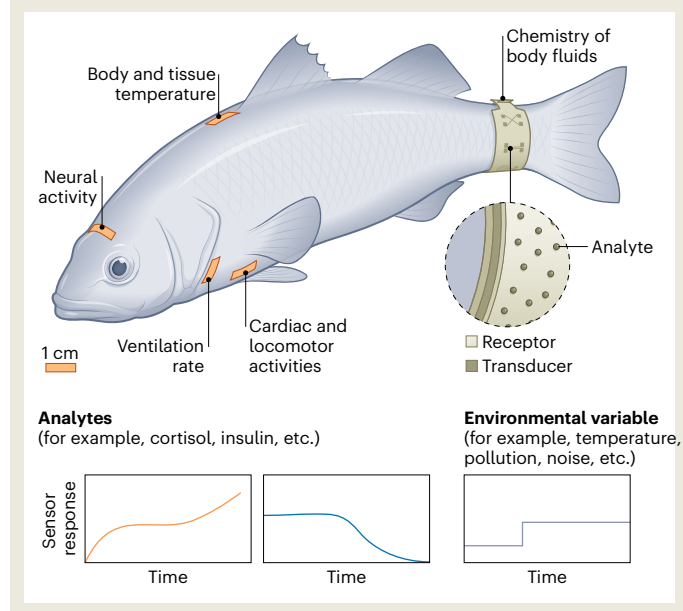 Chemistry of
body fluids
Body and tissue
temperature
Neural
activity
Analyte
1 cm
Ventilation
rate
Cardiac and
locomotor
activities
Receptor
Transducer
Analytes
(for example, cortisol, insulin, etc.)
Environmental variable
(for example, temperature,
pollution, noise, etc.)
Sensor
response
Time
Time
Time